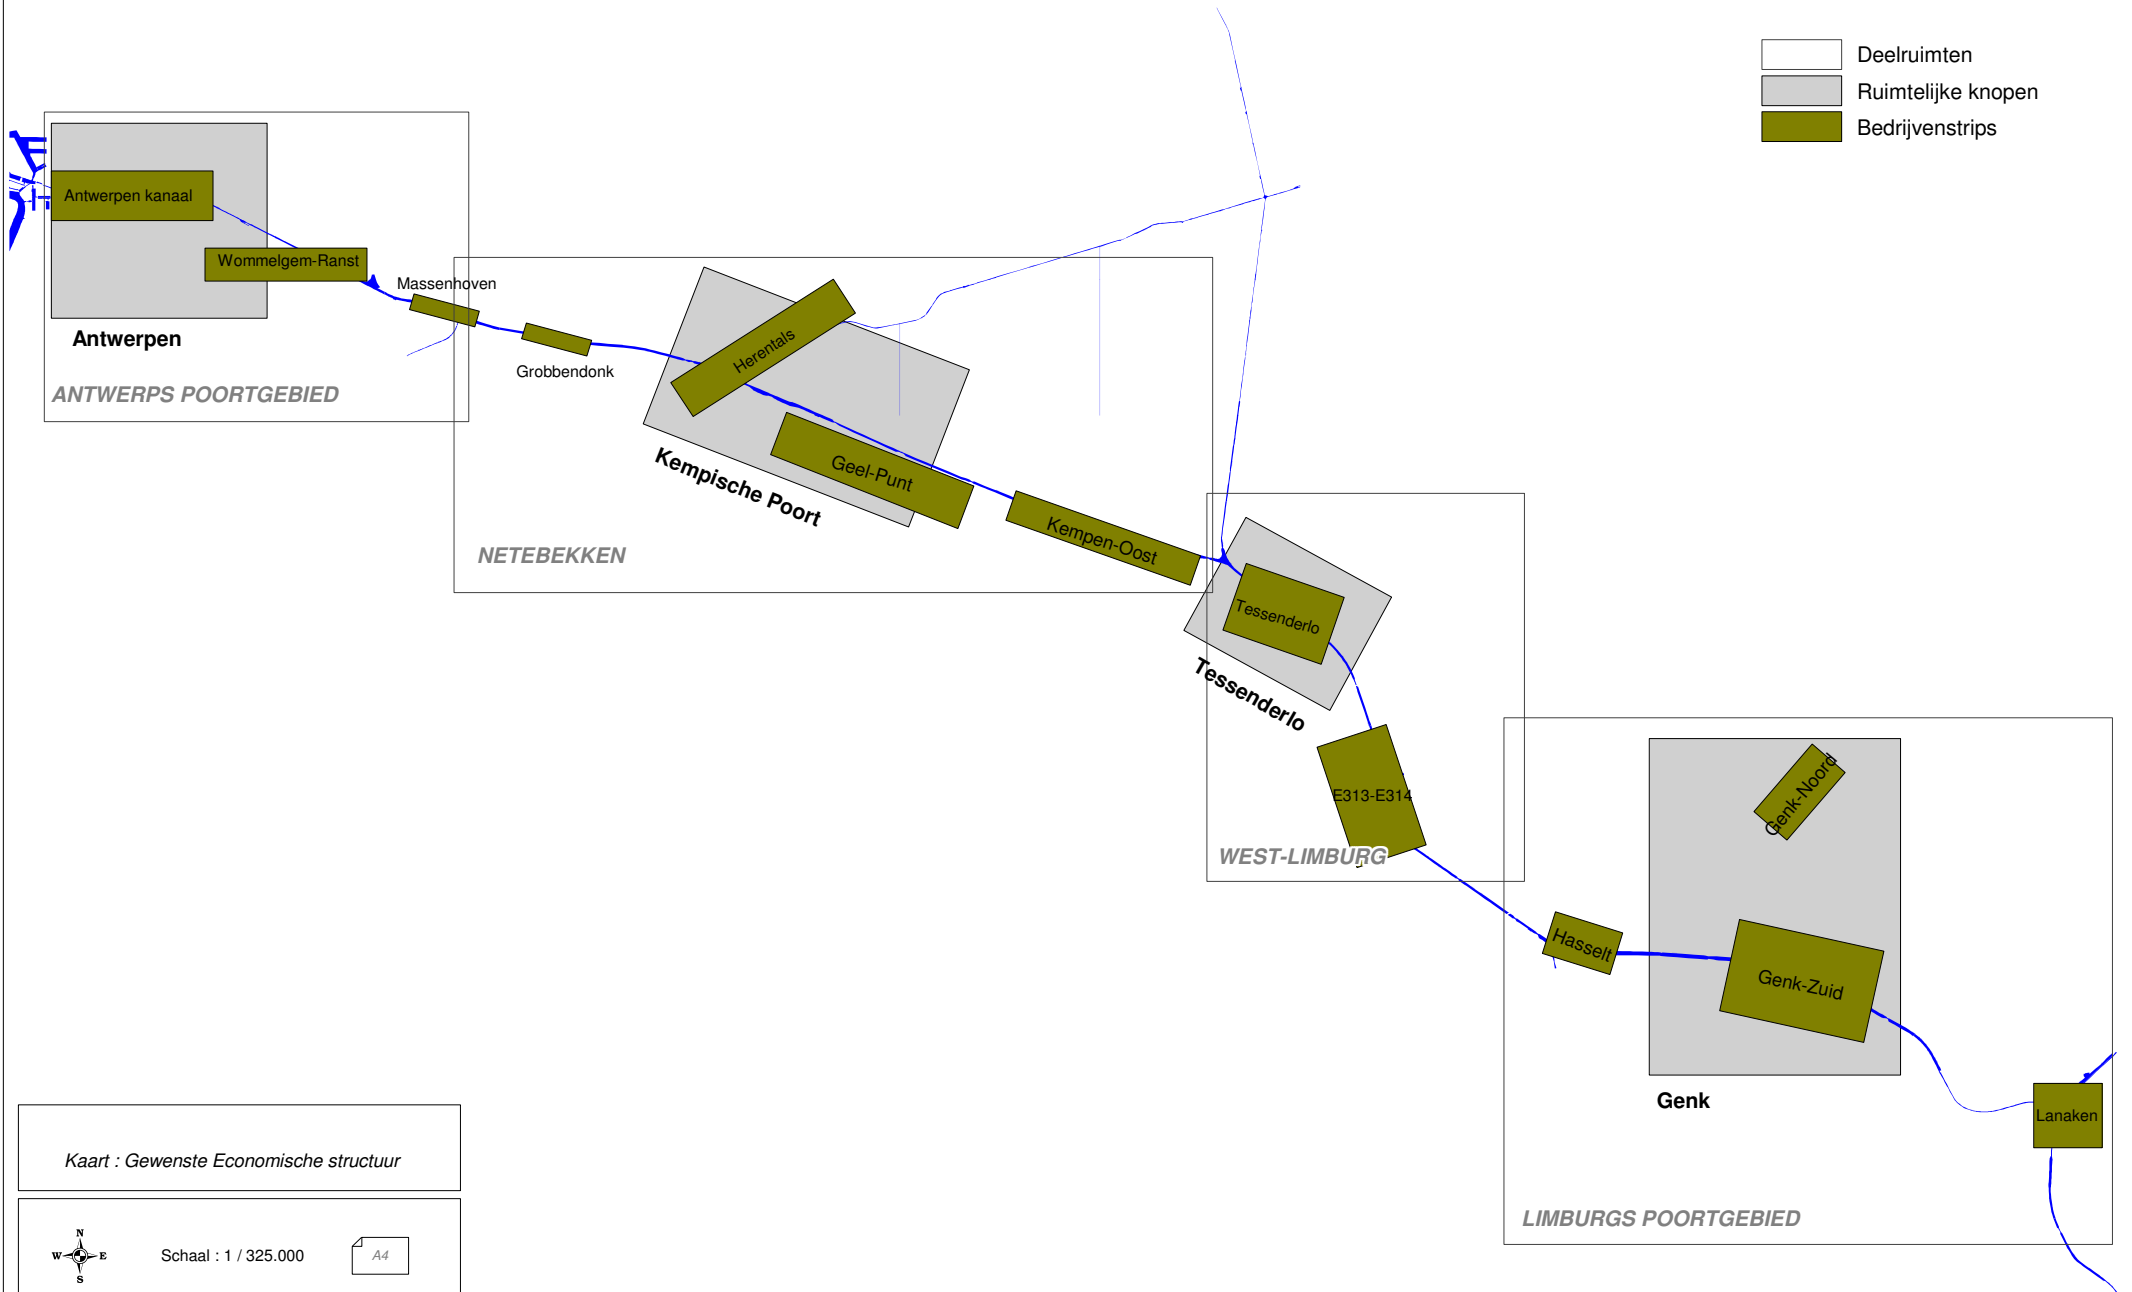 Deelruimten
Ruimtelijke knopen
Bedrijvenstrips
Antwerpen kanaal
Wommelgem-Ranst
Massenhoven
Antwerpen
Grobbendonk
ANTWERPS POORTGEBIED
Herentals
Geel-Punt
Kempische Poort
Kempen-Oost
NETEBEKKEN
Tessenderlo
Tessenderlo
E313-E314
WEST-LIMBURG
Genk-Noord
Hasselt
Genk-Zuid
Genk
Lanaken
LIMBURGS POORTGEBIED
Kaart : Gewenste Economische structuur
N
W
E
S
Schaal : 1 / 325.000
A4